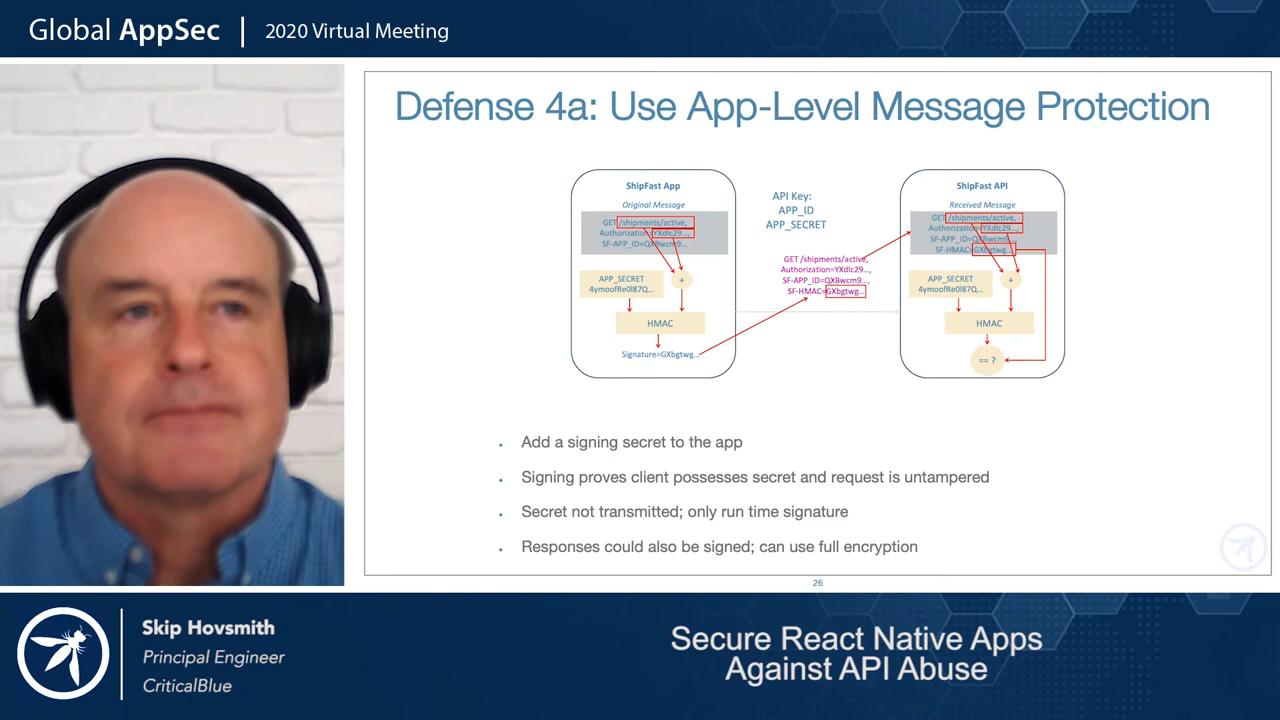 Global AppSec | 2020 Virtual Meeting
Defense 4a: Use App-Level Message Protection
ShipFast App
Original Message
GET /shipments/active,
Authorization=YXdlc29...,
SF-APP_ID=QXBwcm9...
APP_SECRET
4ymoofRe0l87Q...
+
HMAC
Signature=GXbgtwg...
API Key:
APP_ID
APP_SECRET
GET /shipments/active,
Authorization=YXdlc29...,
SF-APP_ID=QXBwcm9...,
SF-HMAC=GXbgtwg...
ShipFast API
Received Message
GET /shipments/active,
Authorization=YXdlc29...,
SF-APP_ID=QXBwcm9...,
SF-HMAC=GXbgtwg...
APP_SECRET
4ymoofRe0l87Q...
+
HMAC
== ?
• Add a signing secret to the app
• Signing proves client possesses secret and request is untampered
• Secret not transmitted; only run time signature
• Responses could also be signed; can use full encryption
26
Skip Hovsmith
Principal Engineer
CriticalBlue
Secure React Native Apps
Against API Abuse